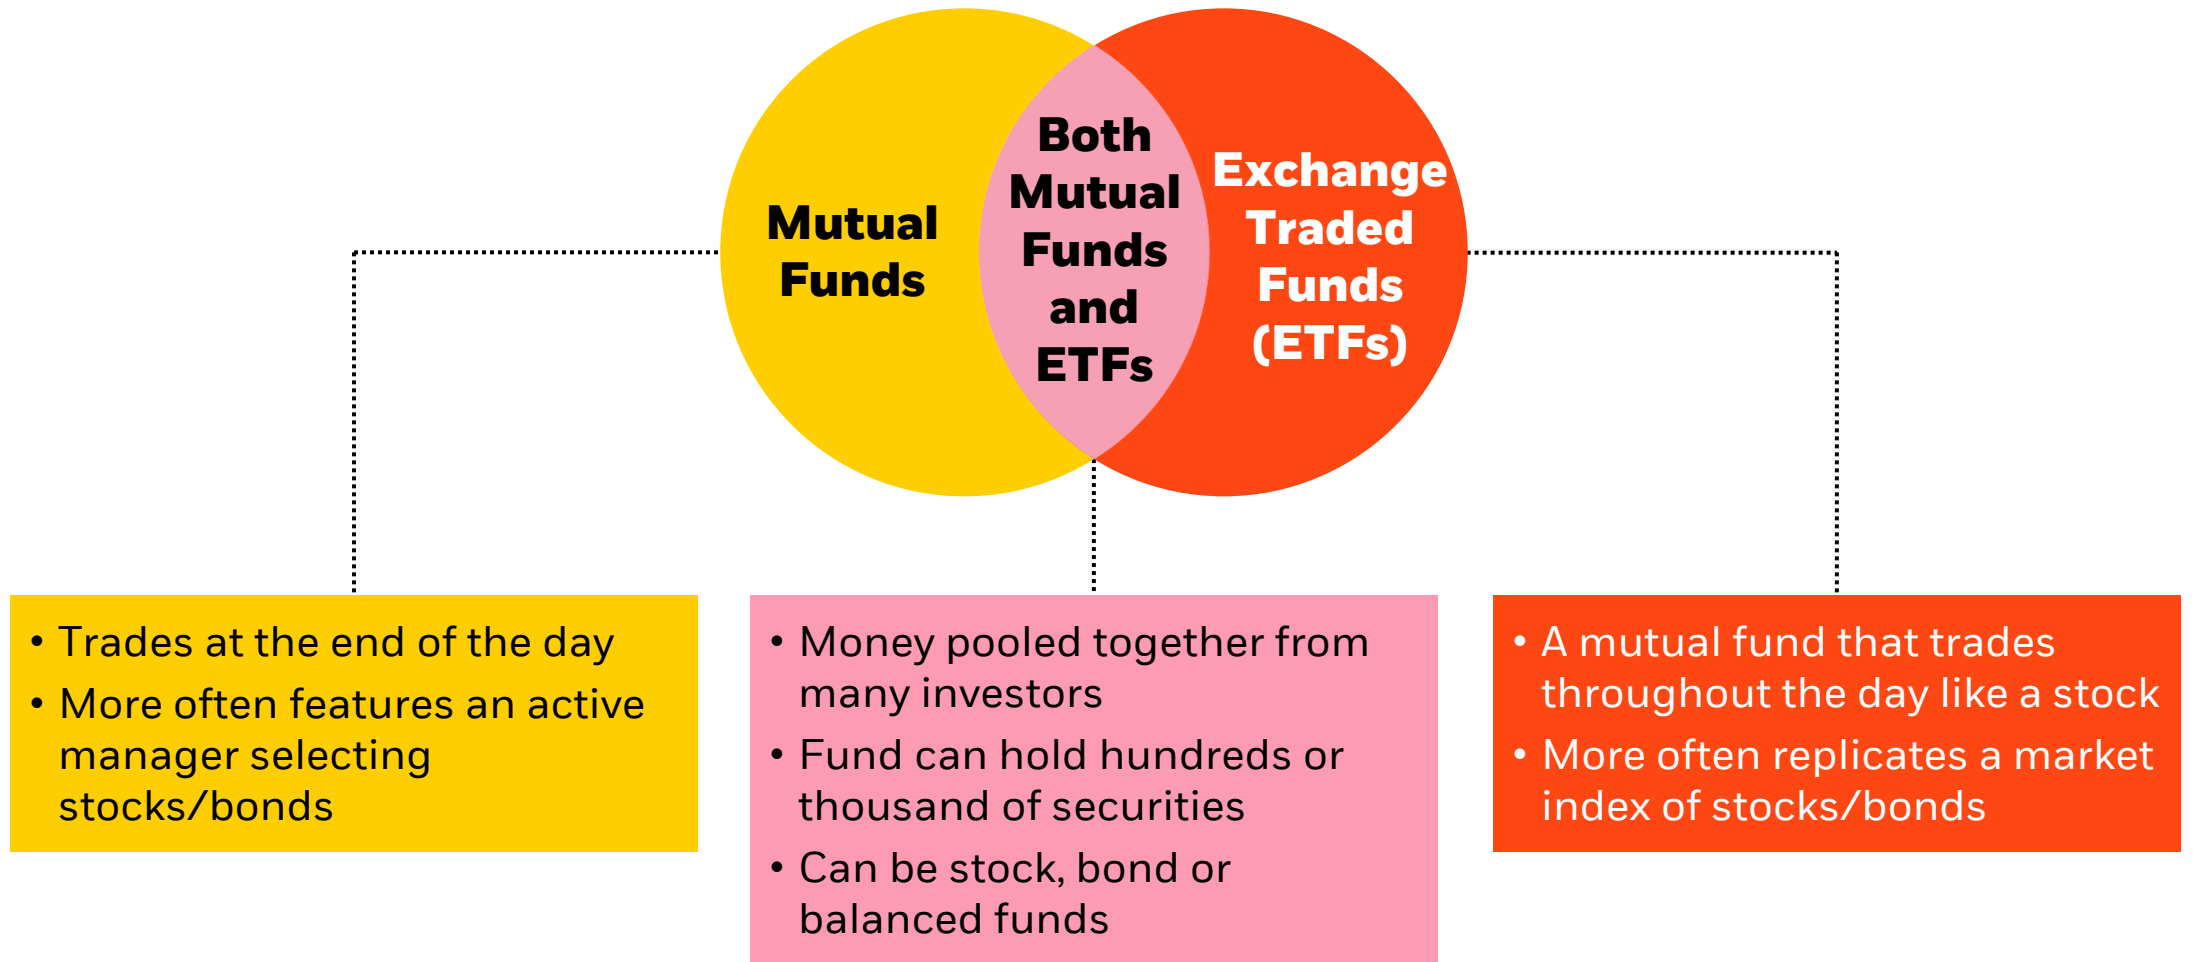 Mutual
Funds
Both
Mutual
Funds
and
ETFs
Exchange
Traded
Funds
(ETFs)
• Trades at the end of the day
• More often features an active
manager selecting
stocks/bonds
• Money pooled together from
many investors
• Fund can hold hundreds or
thousand of securities
• Can be stock, bond or
balanced funds
• A mutual fund that trades
throughout the day like a stock
• More often replicates a market
index of stocks/bonds